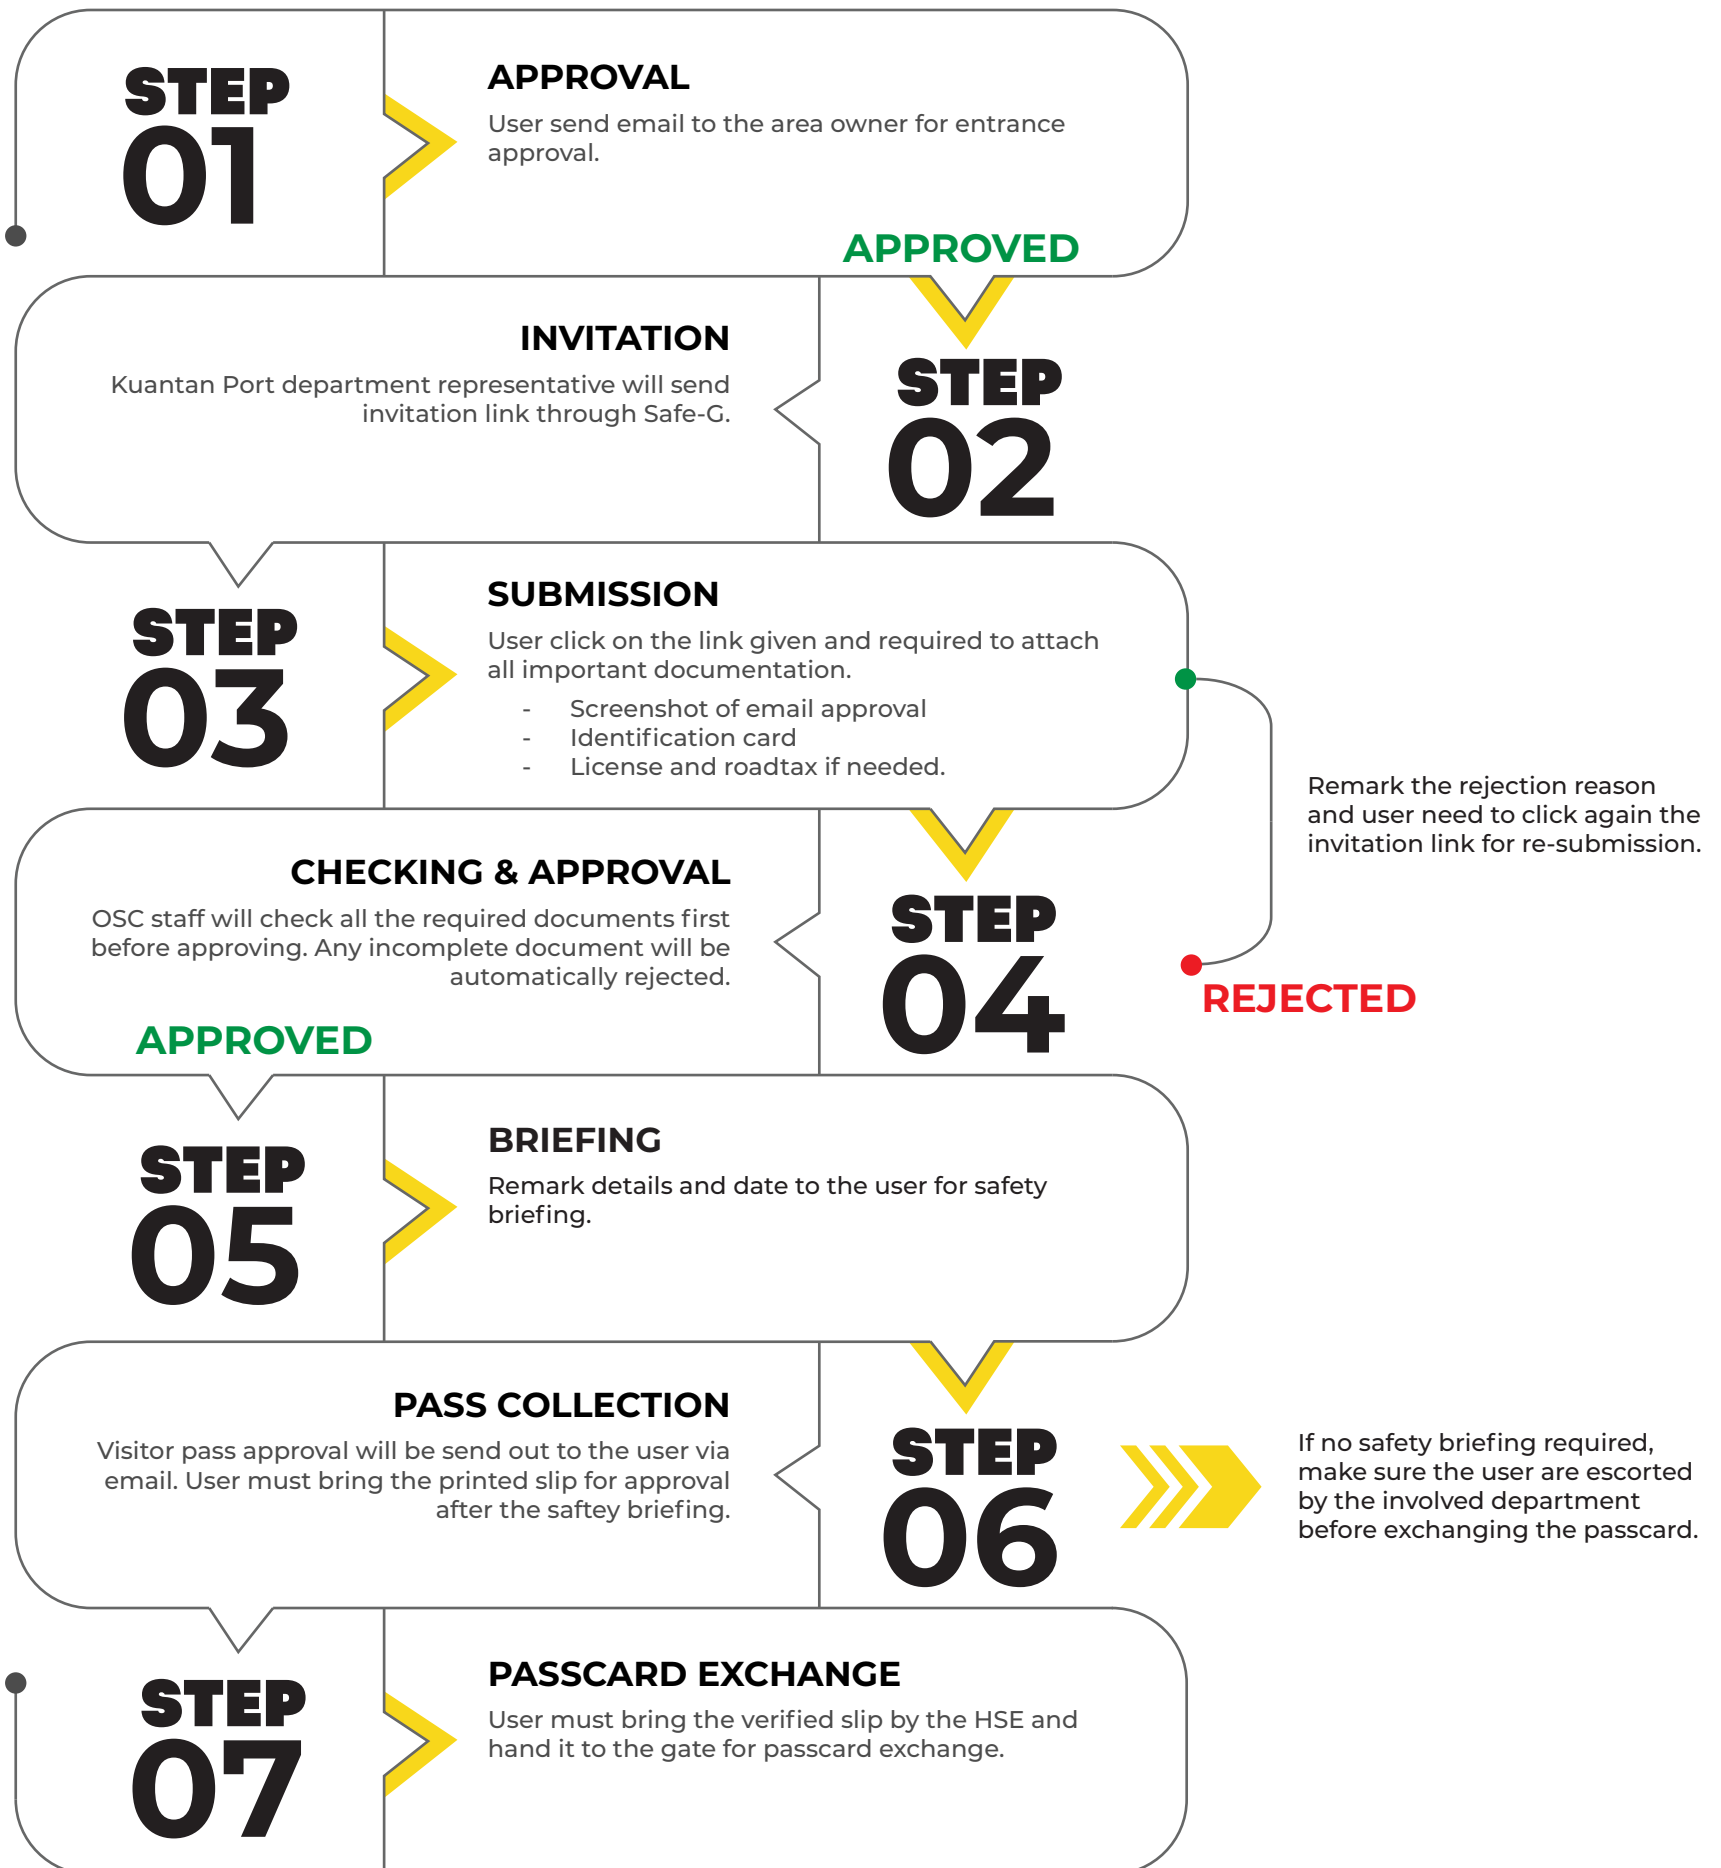 STEP
01
APPROVAL
User send email to the area owner for entrance
approval.
APPROVED
INVITATION
Kuantan Port department representative will send
invitation link through Safe-G.
STEP
02
STEP
03
SUBMISSION
User click on the link given and required to attach
all important documentation.
- Screenshot of email approval
- Identification card
- License and roadtax if needed.
Remark the rejection reason
and user need to click again the
invitation link for re-submission.
CHECKING & APPROVAL
OSC staff will check all the required documents first
before approving. Any incomplete document will be
automatically rejected.
APPROVED
STEP
04
REJECTED
STEP
05
BRIEFING
Remark details and date to the user for safety
briefing.
PASS COLLECTION
Visitor pass approval will be send out to the user via
email. User must bring the printed slip for approval
after the saftey briefing.
STEP
06
If no safety briefing required,
make sure the user are escorted
by the involved department
before exchanging the passcard.
STEP
07
PASSCARD EXCHANGE
User must bring the verified slip by the HSE and
hand it to the gate for passcard exchange.